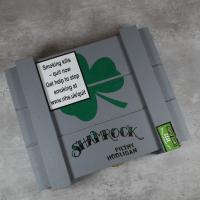 Smoking kills
- quit now
Get help to stop
smoking at
www.nhs.uk/quit
SHAMROCK
FILTHY
HOOLIGAN